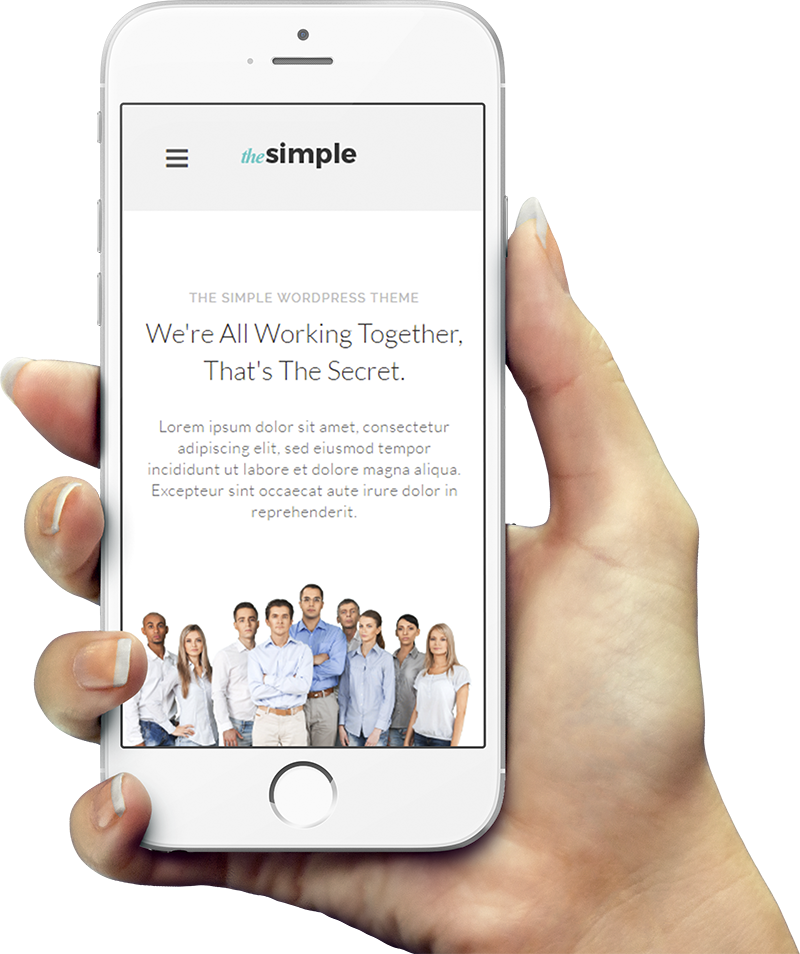 the simple
THE SIMPLE WORDPRESS THEME
We're All Working Together,
That's The Secret.
Lorem ipsum dolor sit amet, consectetur
adipiscing elit, sed eiusmod tempor
incididunt ut labore et dolore magna aliqua.
Excepteur sint occaecat aute irure dolor in
reprehenderit.